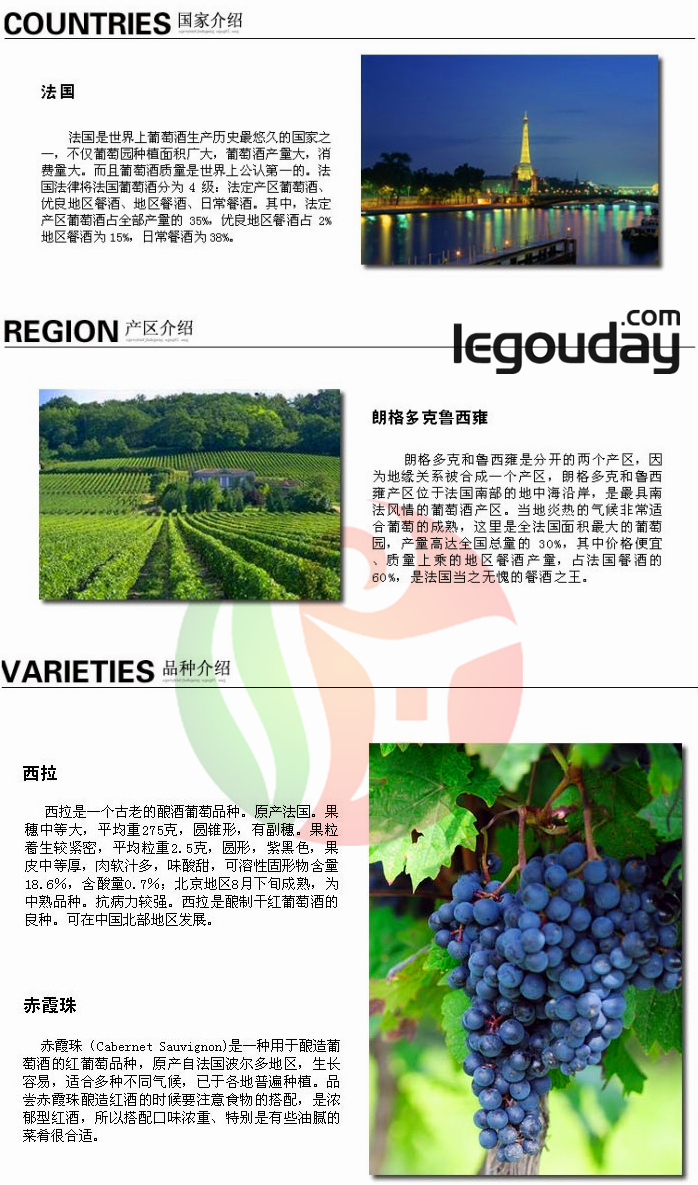 COUNTRIES 国家介绍
法国
法国是世界上葡萄酒生产历史最悠久的国家之
一，不仅葡萄园种植面积广大，葡萄酒产量大，消
费量大。而且葡萄酒质量是世界上公认第一的。法
国法律将法国葡萄酒分为 4 级：法定产区葡萄酒、
优良地区餐酒、地区餐酒、日常餐酒。其中，法定
产区葡萄酒占全部产量的 35%，优良地区餐酒占 2%
地区餐酒为 15%，日常餐酒为 38%。
REGION 产区介绍
legouday.com
朗格多克鲁西雍
朗格多克和鲁西雍是分开的两个产区，因
为地缘关系被合成一个产区，朗格多克和鲁西
雍产区位于法国南部的地中海沿岸，是最具南
法风情的葡萄酒产区。当地炎热的气候非常适
合葡萄的成熟，这里是全法国面积最大的葡萄
园，产量高达全国总量的 30%，其中价格便宜
、质量上乘的地区餐酒产量，占法国餐酒的
60%，是法国当之无愧的餐酒之王。
VARIETIES 品种介绍
西拉
西拉是一个古老的酿酒葡萄品种。原产法国。果
穗中等大，平均重275克，圆锥形，有副穗。果粒
着生较紧密，平均粒重2.5克，圆形，紫黑色，果
皮中等厚，肉软汁多，味酸甜，可溶性固形物含量
18.6%，含酸量0.7%；北京地区8月下旬成熟，为
中熟品种。抗病力较强。西拉是酿制干红葡萄酒的
良种。可在中国北部地区发展。
赤霞珠
赤霞珠（Cabernet Sauvignon)是一种用于酿造葡
萄酒的红葡萄品种，原产自法国波尔多地区，生长
容易，适合多种不同气候，已于各地普遍种植。品
尝赤霞珠酿造红酒的时候要注意食物的搭配，是浓
郁型红酒，所以搭配口味浓重、特别是有些油腻的
菜肴很合适。